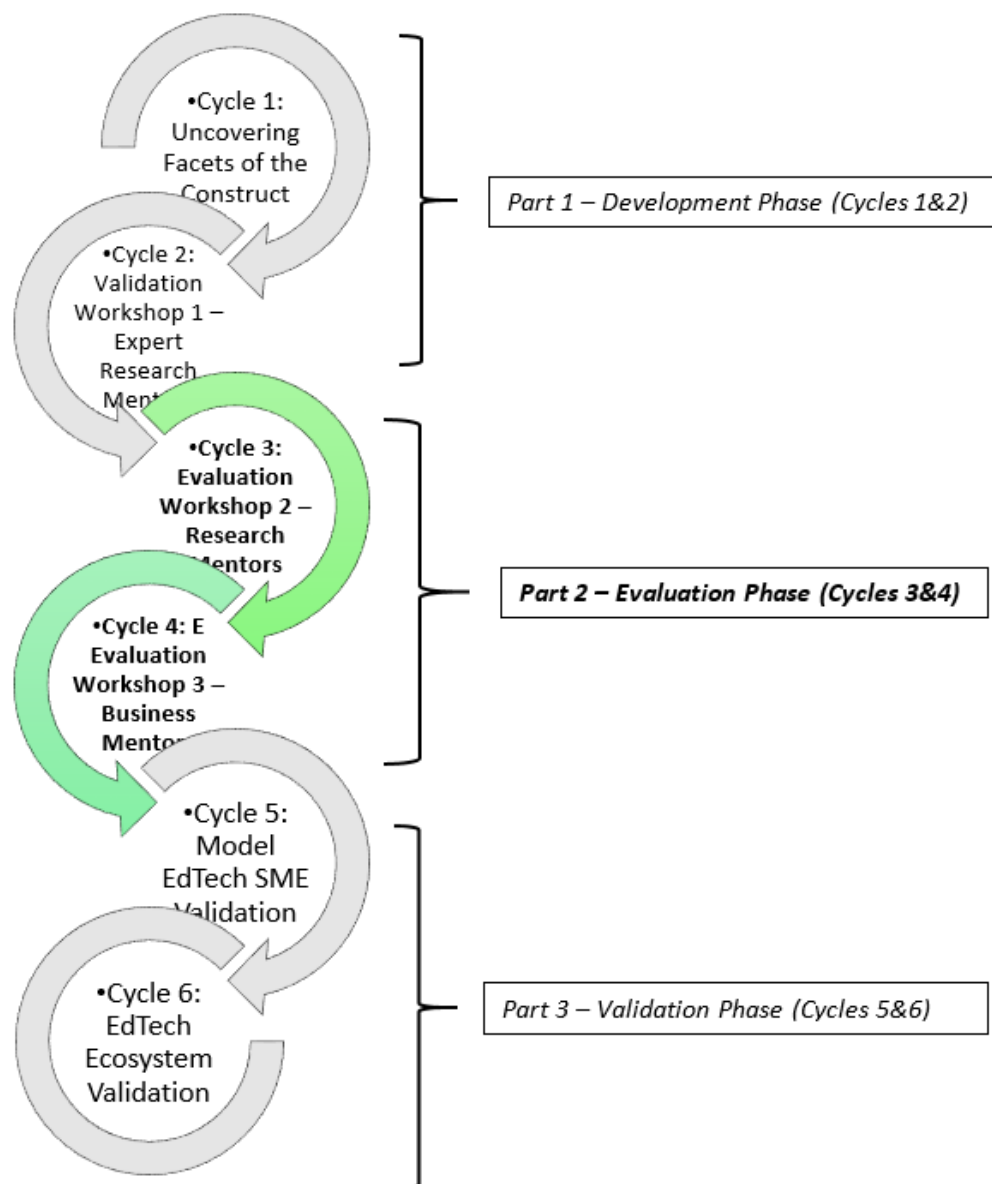 •Cycle 1:
Uncovering
Facets of the
Construct
Part 1 – Development Phase (Cycles 1&2)
•Cycle 2:
Validation
Workshop 1 –
Expert
Research
•Cycle 3:
Evaluation
Workshop 2 –
Research
Mentors
Part 2 – Evaluation Phase (Cycles 3&4)
•Cycle 4: E
Evaluation
Workshop 3 –
Business
Mentor
•Cycle 5:
Model
EdTech SME
Validation
Part 3 – Validation Phase (Cycles 5&6)
•Cycle 6:
EdTech
Ecosystem
Validation